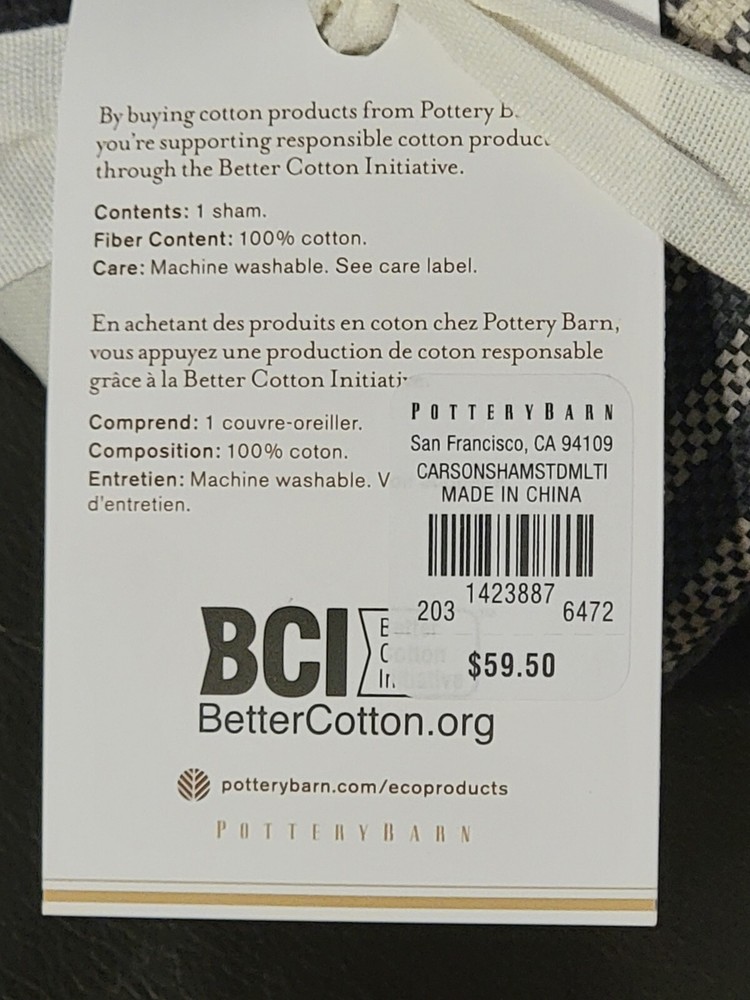 By buying cotton products from Pottery
you're supporting responsible cotton
through the Better Cotton Initiative.
Contents: 1 sham.
Fiber Content: 100% cotton.
Care: Machine washable. See care label.
En achetant des produits en coton chez Pottery Barn,
vous appuyez une production de coton responsable
grâce à la Better Cotton
Comprend: 1 couvre-oreiller.
Composition: 100% coton.
Entretien: Machine washable.
d'entretien.
POTTERY BARN
San Francisco, CA 94109
CARSONSHAMSTDMLTI
MADE IN CHINA
1423887
203 6472
$59.50
BCI
BetterCotton.org
potterybarn.com/ecoproducts
POTTERY BARN